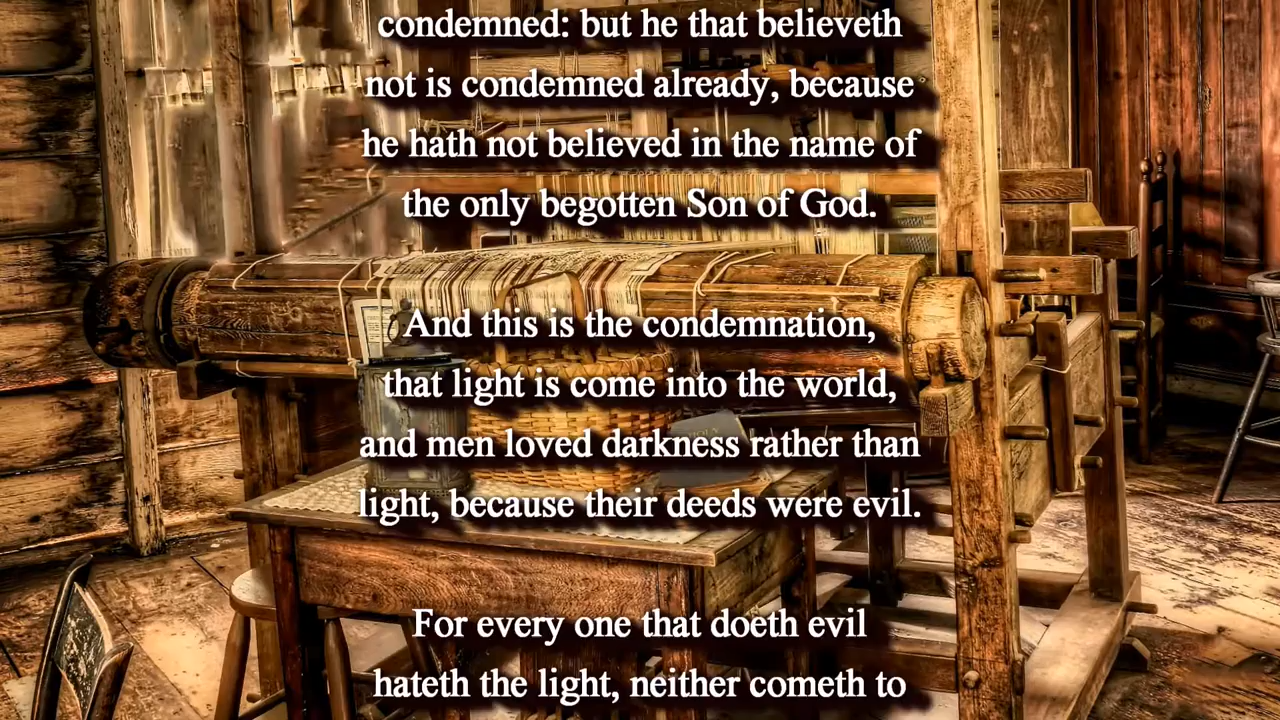 condemned: but he that believeth
not is condemned already, because
he hath not believed in the name of
the only begotten Son of God.
And this is the condemnation,
that light is come into the world,
and men loved darkness rather than
light, because their deeds were evil.
For every one that doeth evil
hateth the light, neither cometh to